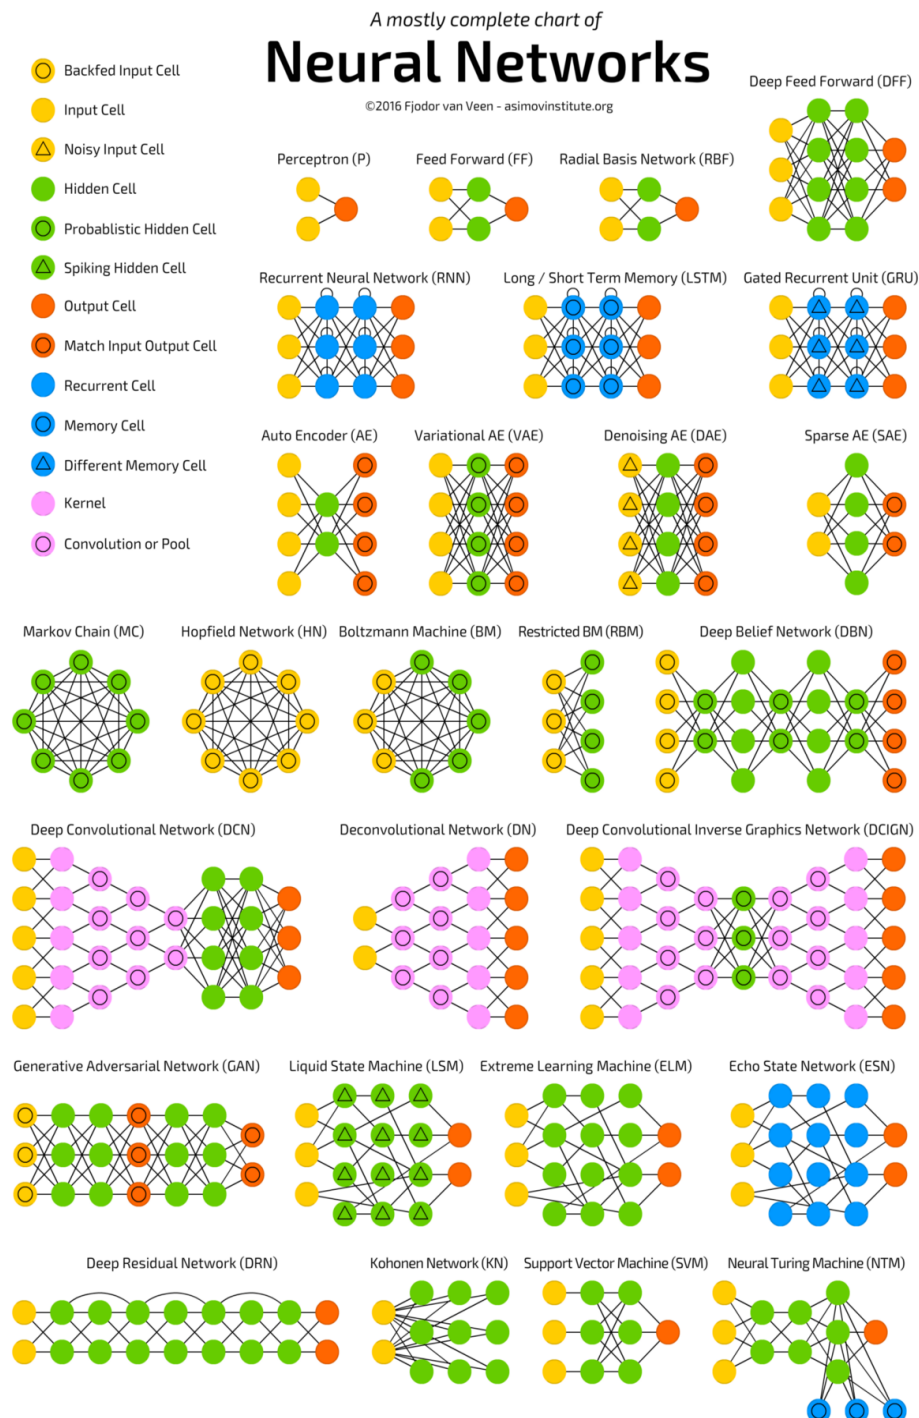 A mostly complete chart of
Neural Networks
©2016 Fjodor van Veen - asimovinstitute.org
Backfed Input Cell
Input Cell
Noisy Input Cell
Hidden Cell
Probablistic Hidden Cell
Spiking Hidden Cell
Output Cell
Match Input Output Cell
Recurrent Cell
Memory Cell
Different Memory Cell
Kernel
Convolution or Pool
Deep Feed Forward (DFF)
Perceptron (P)
Feed Forward (FF)
Radial Basis Network (RBF)
Recurrent Neural Network (RNN)
Long / Short Term Memory (LSTM)
Gated Recurrent Unit (GRU)
Auto Encoder (AE)
Variational AE (VAE)
Denoising AE (DAE)
Sparse AE (SAE)
Markov Chain (MC)
Hopfield Network (HN)
Boltzmann Machine (BM)
Restricted BM (RBM)
Deep Belief Network (DBN)
Deep Convolutional Network (DCN)
Deconvolutional Network (DN)
Deep Convolutional Inverse Graphics Network (DCIGN)
Generative Adversarial Network (GAN)
Liquid State Machine (LSM)
Extreme Learning Machine (ELM)
Echo State Network (ESN)
Deep Residual Network (DRN)
Kohonen Network (KN)
Support Vector Machine (SVM)
Neural Turing Machine (NTM)